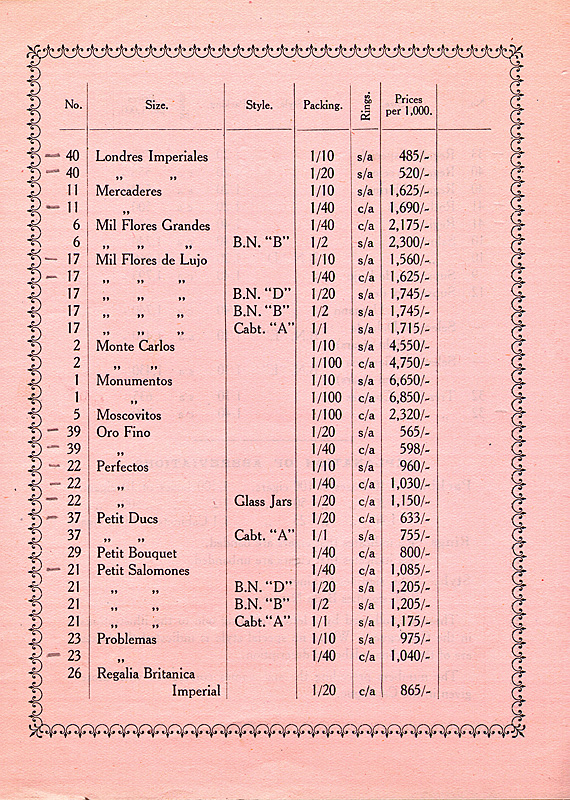 No. Size. Style. Packing. Rings. Prices per 1,000.
40 Londres Imperiales 1/10 s/a 485/-
40 „ „ 1/20 s/a 520/-
11 Mercaderes 1/10 s/a 1,625/-
11 „ 1/40 c/a 1,690/-
6 Mil Flores Grandes 1/40 c/a 2,175/-
6 „ „ „ B.N. “B” 1/2 s/a 2,300/-
17 Mil Flores de Lujo 1/10 s/a 1,560/-
17 „ „ „ 1/40 c/a 1,625/-
17 „ „ „ B.N. “D” 1/20 s/a 1,745/-
17 „ „ „ B.N. “B” 1/2 s/a 1,745/-
17 „ „ „ Cabt. “A” 1/1 s/a 1,715/-
2 Monte Carlos 1/10 s/a 4,550/-
2 „ „ 1/100 c/a 4,750/-
1 Monumentos 1/10 s/a 6,650/-
1 „ 1/100 c/a 6,850/-
5 Moscovitos 1/100 c/a 2,320/-
39 Oro Fino 1/20 s/a 565/-
39 „ 1/40 c/a 598/-
22 Perfectos 1/10 s/a 960/-
22 „ 1/40 c/a 1,030/-
22 „ Glass Jars 1/20 c/a 1,150/-
37 Petit Ducs 1/20 c/a 633/-
37 „ „ Cabt. “A” 1/1 s/a 755/-
29 Petit Bouquet 1/40 c/a 800/-
21 Petit Salomones 1/40 c/a 1,085/-
21 „ „ B.N. “D” 1/20 s/a 1,205/-
21 „ „ B.N. “B” 1/2 s/a 1,205/-
21 „ „ Cabt. “A” 1/1 s/a 1,175/-
23 Problemas 1/10 s/a 975/-
23 „ 1/40 c/a 1,040/-
26 Regalia Britanica
Imperial 1/20 c/a 865/-